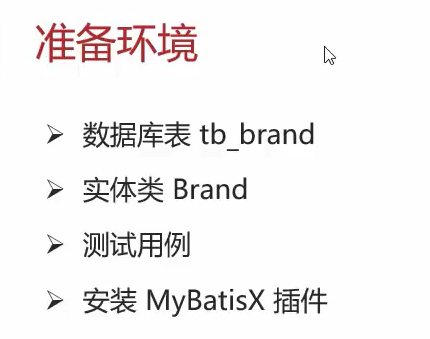 准备环境
➢ 数据库表 tb_brand
➢ 实体类 Brand
➢ 测试用例
➢ 安装 MyBatisX 插件